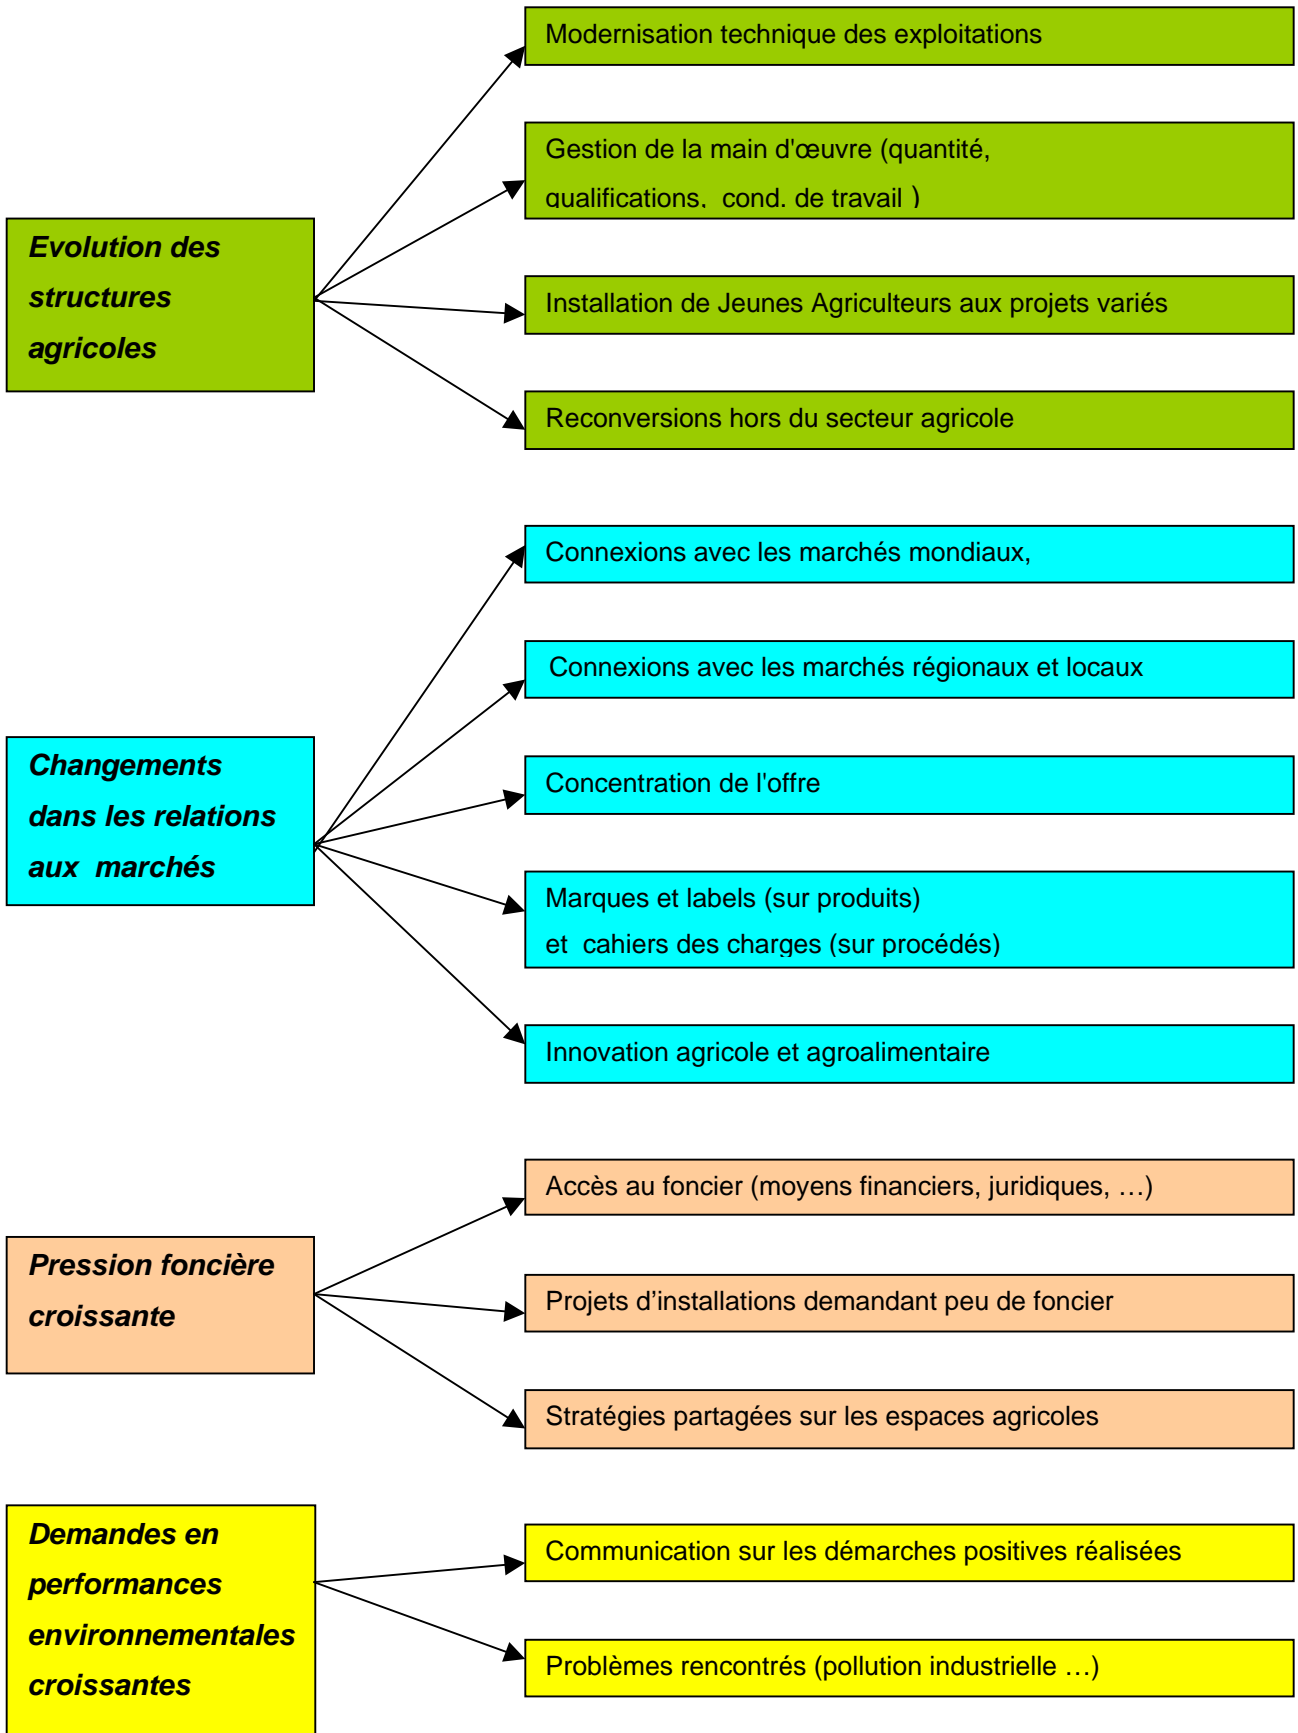 Modernisation technique des exploitations
Gestion de la main d'œuvre (quantité,
qualifications, cond. de travail )
Evolution des
structures
agricoles
Installation de Jeunes Agriculteurs aux projets variés
Reconversions hors du secteur agricole
Connexions avec les marchés mondiaux,
Connexions avec les marchés régionaux et locaux
Changements
dans les relations
aux marchés
Concentration de l'offre
Marques et labels (sur produits)
et cahiers des charges (sur procédés)
Innovation agricole et agroalimentaire
Accès au foncier (moyens financiers, juridiques, …)
Pression foncière
croissante
Projets d’installations demandant peu de foncier
Stratégies partagées sur les espaces agricoles
Demandes en
performances
environnementales
croissantes
Communication sur les démarches positives réalisées
Problèmes rencontrés (pollution industrielle …)